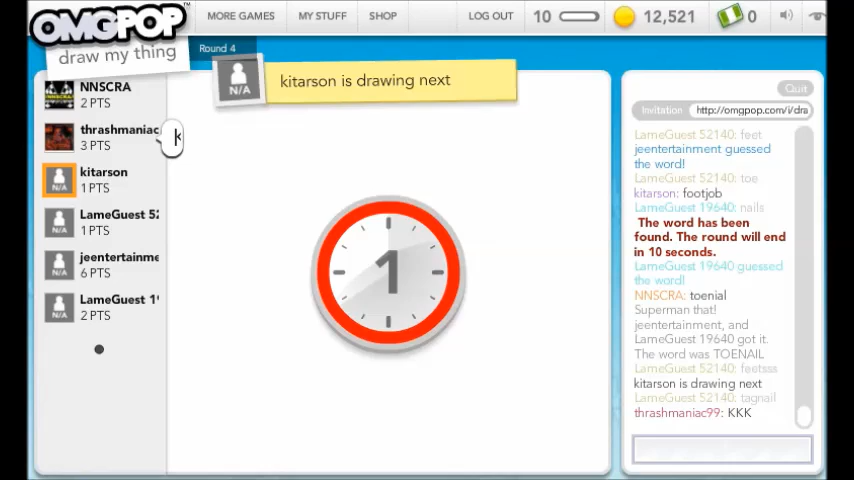 OMGPOP
MORE GAMES
MY STUFF
SHOP
LOG OUT
10
12,521
0
draw my thing
Round 4
N/A
kitarson is drawing next
NNSCRA
2 PTS
thrashmaniac
3 PTS
k
N/A
kitarson
1 PTS
N/A
LameGuest 52
1 PTS
N/A
jeentertainme
6 PTS
N/A
LameGuest 1
2 PTS
1
Quit
Invitation
http://omgpop.com/i/dra
LameGuest 52140: feet
jeentertainment guessed
the word!
LameGuest 52140: toe
kitarson: footjob
LameGuest 19640: nails
The word has been
found. The round will end
in 10 seconds.
LameGuest 19640 guessed
the word!
NNSCRA: toenial
Superman that!
jeentertainment, and
LameGuest 19640 got it.
The word was TOENAIL
LameGuest 52140: feetsss
kitarson is drawing next
LameGuest 52140: tagnail
thrashmaniac99: KKK